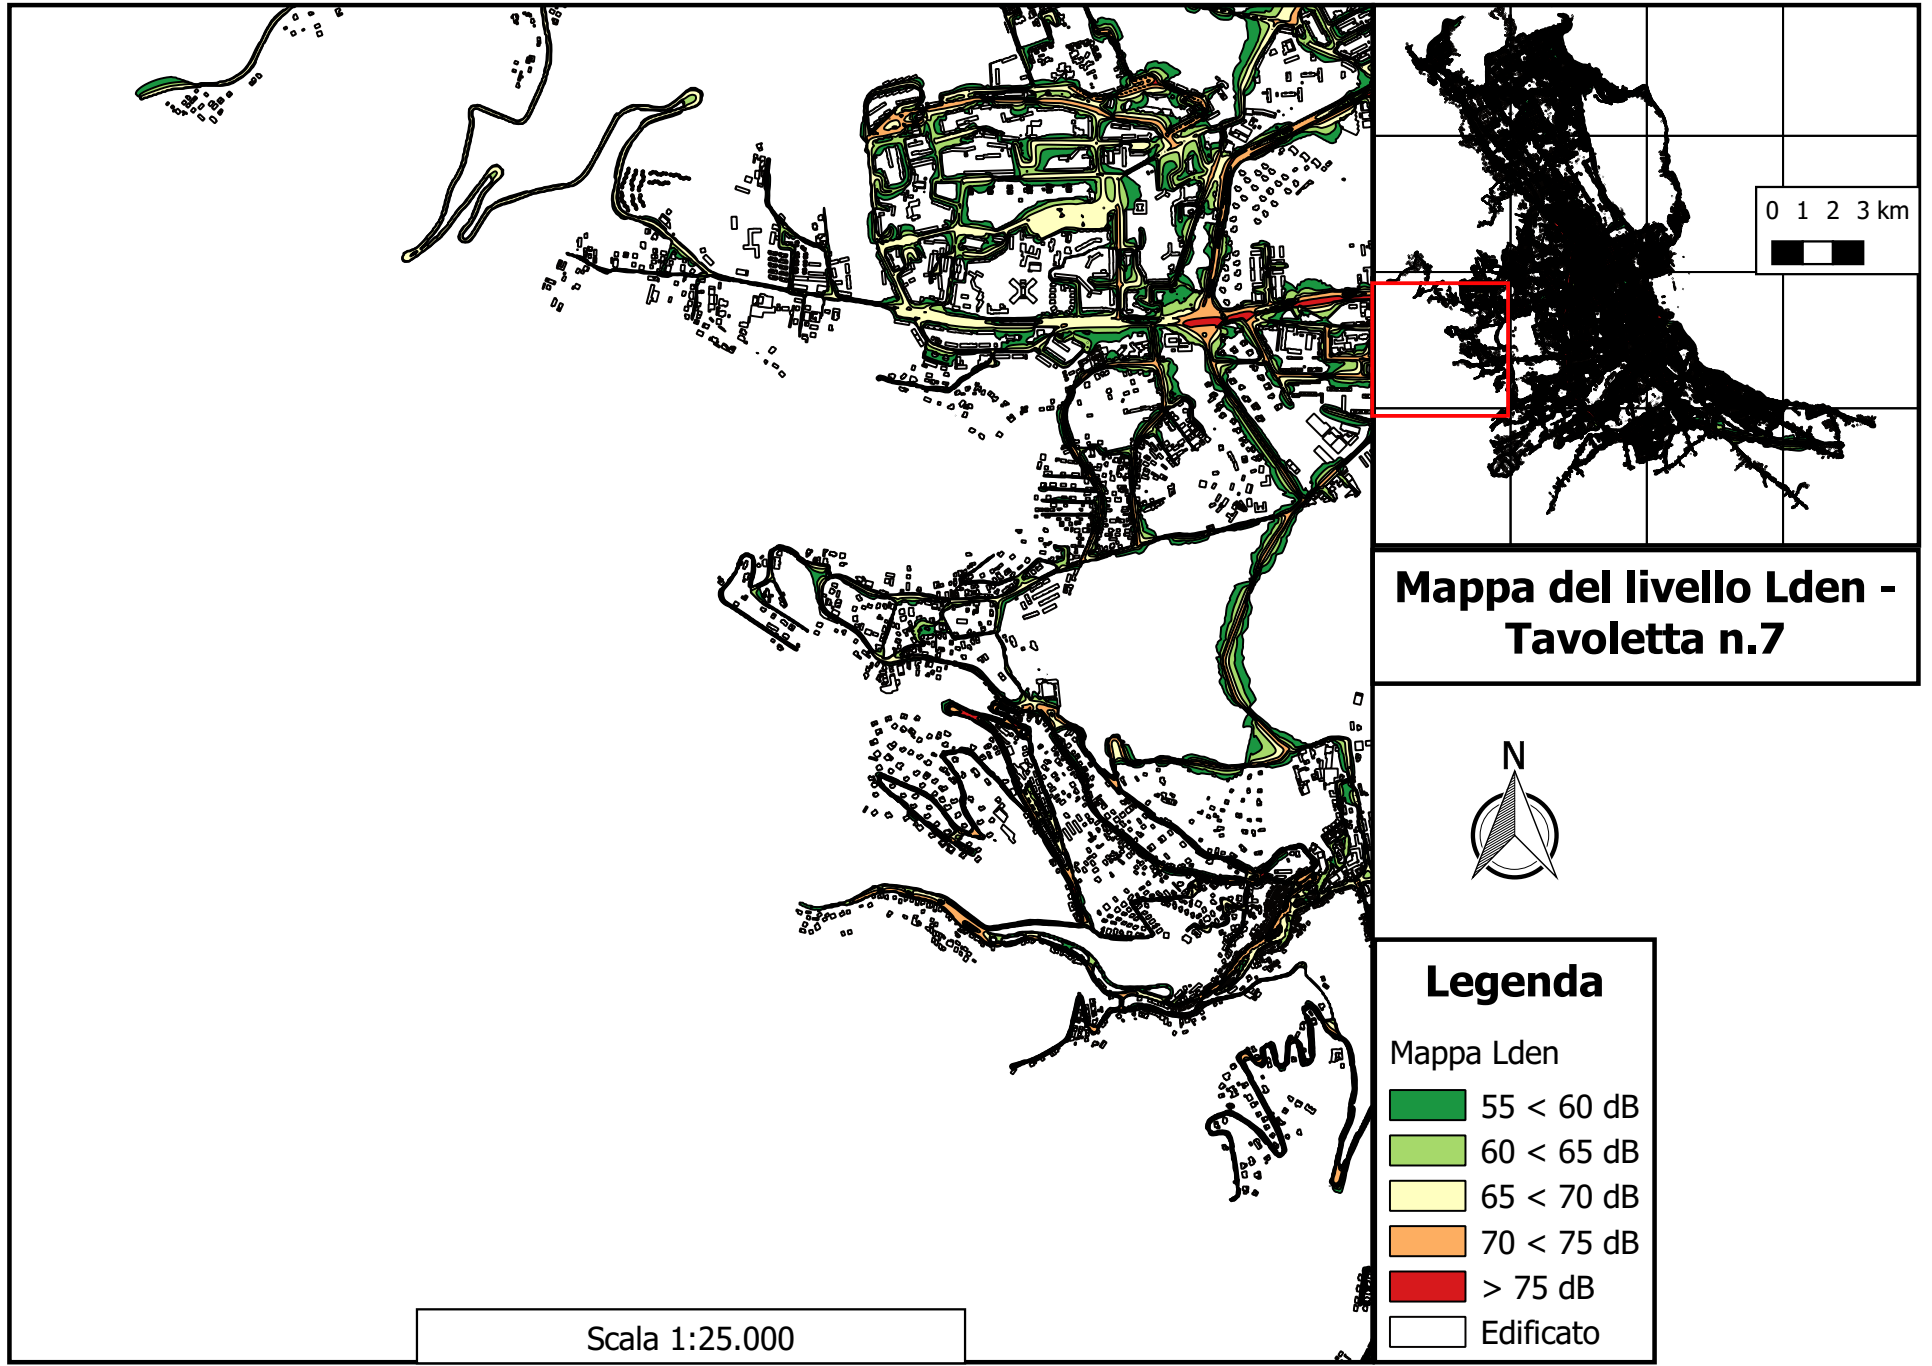 0 1 2 3 km
Mappa del livello Lden -
Tavoletta n.7
N
Legenda
Mappa Lden
55 < 60 dB
60 < 65 dB
65 < 70 dB
70 < 75 dB
> 75 dB
Edificato
Scala 1:25.000